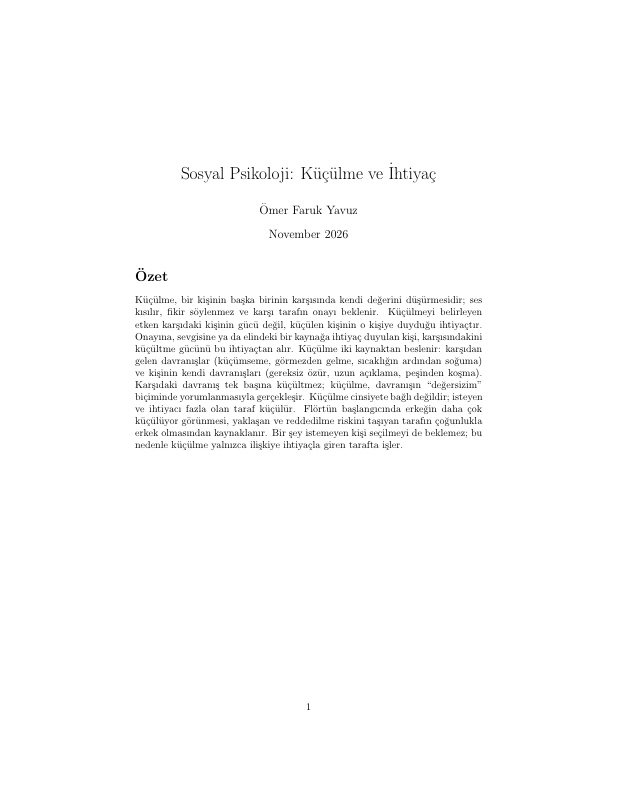 Sosyal Psikoloji: Küçülme ve İhtiyaç
Ömer Faruk Yavuz
November 2026
Özet
Küçülme, bir kişinin başka birinin karşısında kendi değerini düşürmesidir; ses
kısılır, fikir söylenmez ve karşı tarafın onayı beklenir. Küçülmeyi belirleyen
etken karşıdaki kişinin gücü değil, küçülen kişinin o kişiye duyduğu ihtiyaçtır.
Onayına, sevgisine ya da elindeki bir kaynağa ihtiyaç duyulan kişi, karşısındakini
küçültme gücünü bu ihtiyaçtan alır. Küçülme iki kaynaktan beslenir: karşıdan
gelen davranışlar (küçümseme, görmezden gelme, sıcaklığın ardından soğuma)
ve kişinin kendi davranışları (gereksiz özür, uzun açıklama, peşinden koşma).
Karşıdaki davranış tek başına küçültmez; küçülme, davranışın “değersizim”
biçiminde yorumlanmasıyla gerçekleşir. Küçülme cinsiyete bağlı değildir; isteyen
ve ihtiyacı fazla olan taraf küçülür. Flörtün başlangıcında erkeğin daha çok
küçülüyor görünmesi, yaklaşan ve reddedilme riskini taşıyan tarafın çoğunlukla
erkek olmasından kaynaklanır. Bir şey istemeyen kişi seçilmeyi de beklemez; bu
nedenle küçülme yalnızca ilişkiye ihtiyaçla giren tarafta işler.
1